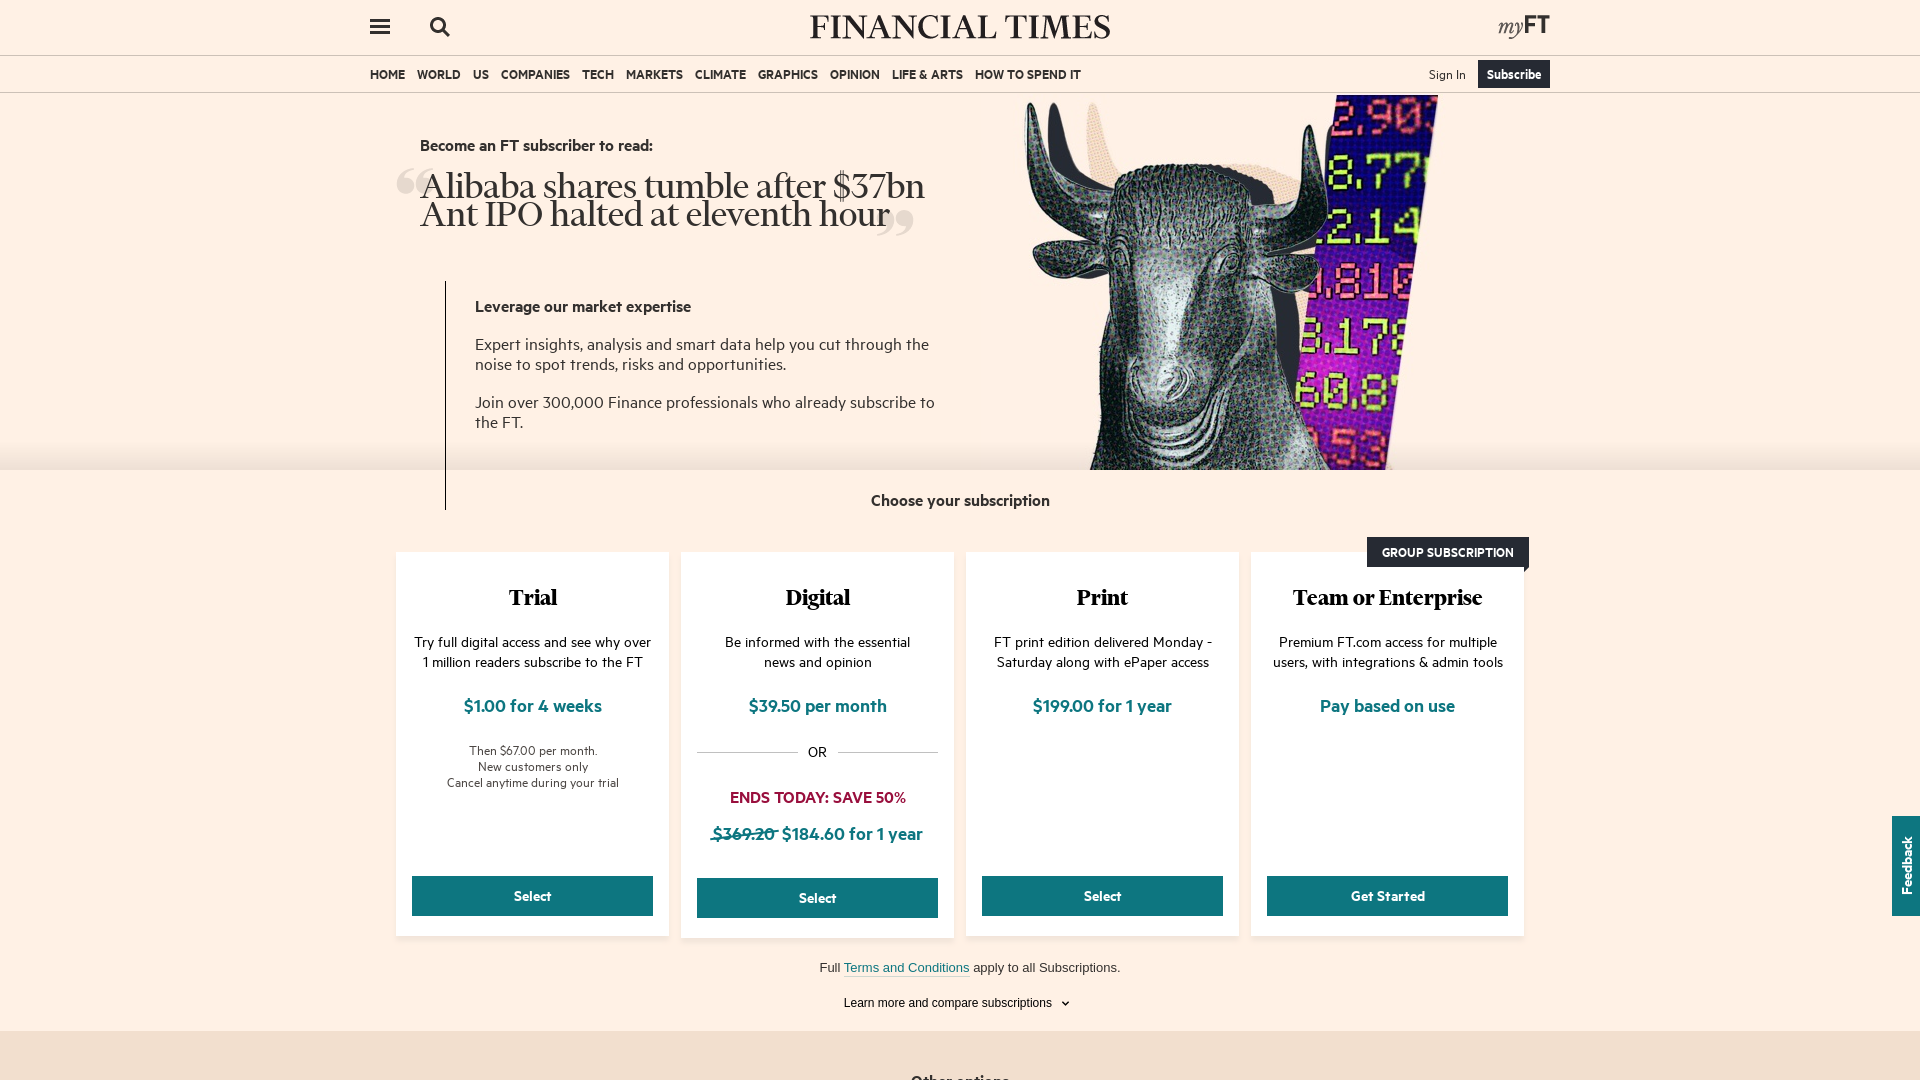 FINANCIAL TIMES
myFT
HOME WORLD US COMPANIES TECH MARKETS CLIMATE GRAPHICS OPINION LIFE & ARTS HOW TO SPEND IT
Sign In Subscribe
Become an FT subscriber to read:
“Alibaba shares tumble after $37bn
Ant IPO halted at eleventh hour”
Leverage our market expertise
Expert insights, analysis and smart data help you cut through the
noise to spot trends, risks and opportunities.
Join over 300,000 Finance professionals who already subscribe to
the FT.
Choose your subscription
Trial
Try full digital access and see why over
1 million readers subscribe to the FT
$1.00 for 4 weeks
Then $67.00 per month.
New customers only
Cancel anytime during your trial
Select
Digital
Be informed with the essential
news and opinion
$39.50 per month
OR
ENDS TODAY: SAVE 50%
$369.20 $184.60 for 1 year
Select
Print
FT print edition delivered Monday -
Saturday along with ePaper access
$199.00 for 1 year
Select
GROUP SUBSCRIPTION
Team or Enterprise
Premium FT.com access for multiple
users, with integrations & admin tools
Pay based on use
Get Started
Feedback
Full Terms and Conditions apply to all Subscriptions.
Learn more and compare subscriptions
Other options